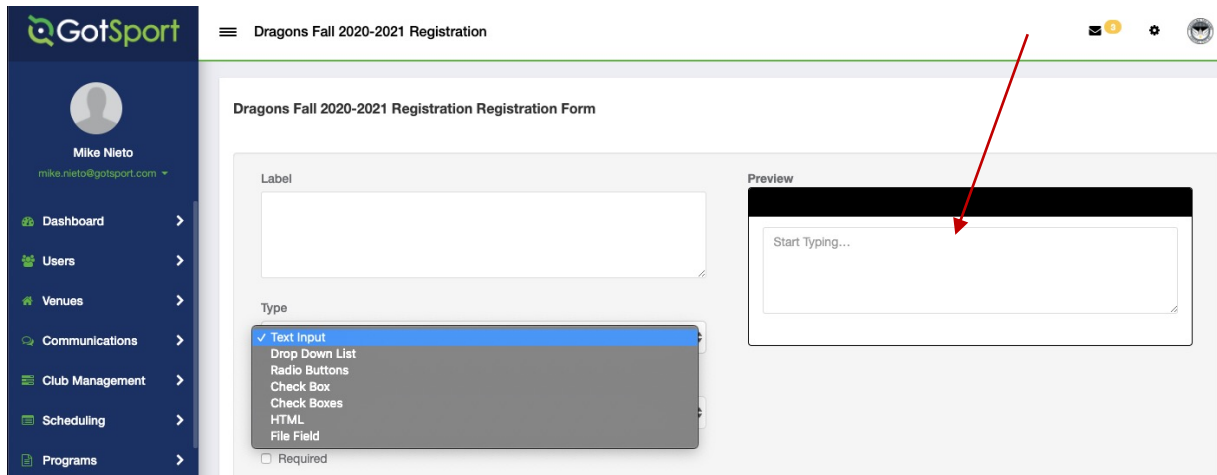 GotSport
Dragons Fall 2020-2021 Registration
3
Mike Nieto
mike.nieto@gotsport.com
Dashboard
Users
Venues
Communications
Club Management
Scheduling
Programs
Dragons Fall 2020-2021 Registration Registration Form
Label
Type
✓ Text Input
Drop Down List
Radio Buttons
Check Box
Check Boxes
HTML
File Field
Required
Preview
Start Typing...